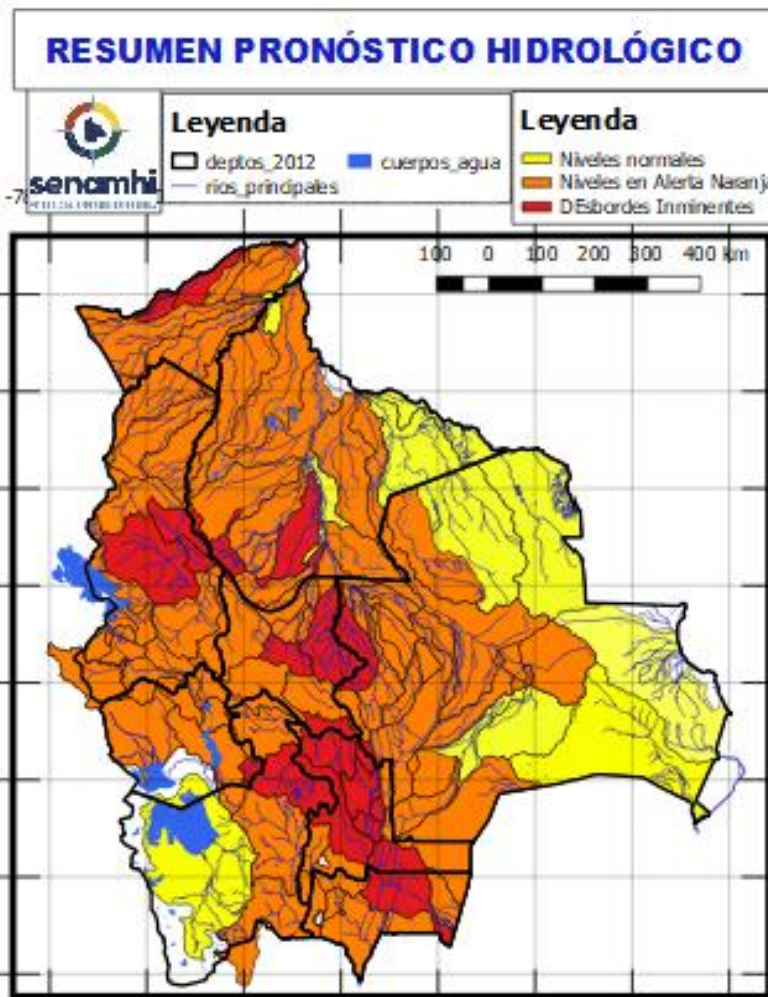 RESUMEN PRONÓSTICO HIDROLÓGICO
senamhi
Leyenda
deptos_2012
cuerpos_agua
rios_principales
Leyenda
Niveles normales
Niveles en Alerta Naranja
DEsbordes Inminentes
100 0 100 200 300 400 km